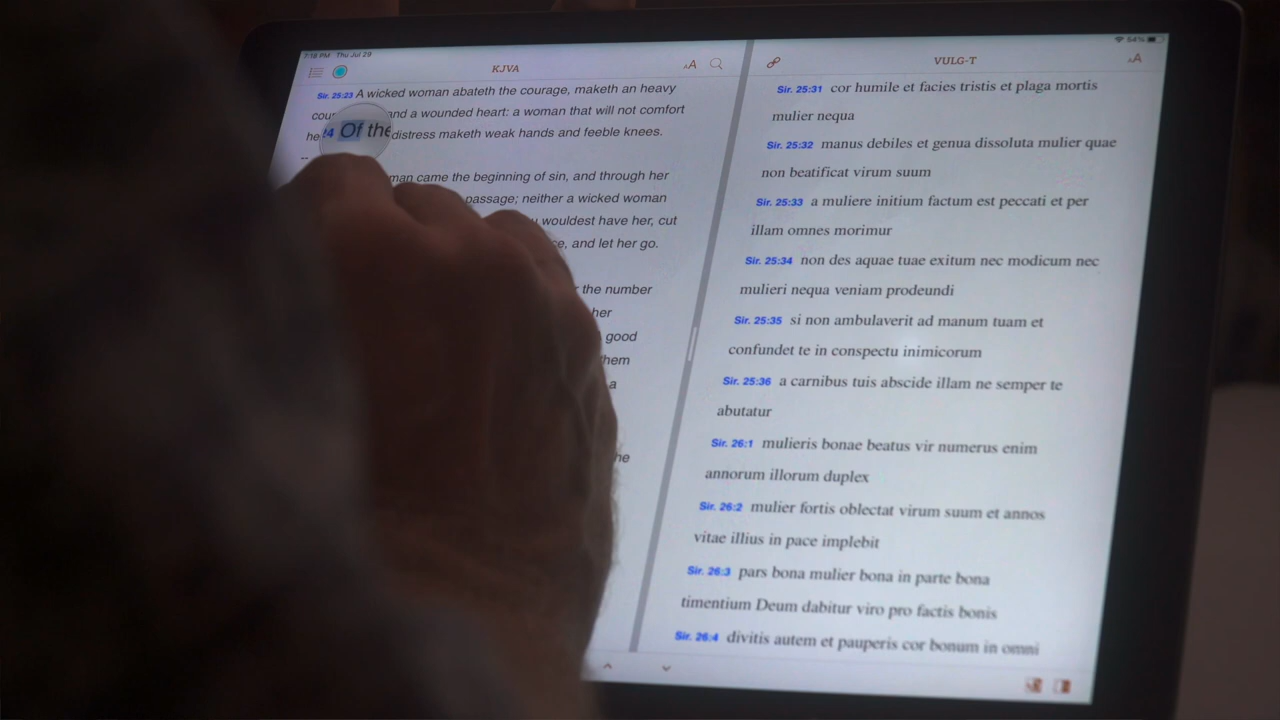 7:18 PM Thu Jul 29
54%
KJVA
AA
Sir. 25:23 A wicked woman abateth the courage, maketh an heavy
and a wounded heart: a woman that will not comfort
distress maketh weak hands and feeble knees.
24 Of the
came the beginning of sin, and through her
passage; neither a wicked woman
wouldest have her, cut
and let her go.
the number
her
good
them
a
VULG-T
AA
Sir. 25:31 cor humile et facies tristis et plaga mortis
mulier nequa
Sir. 25:32 manus debiles et genua dissoluta mulier quae
non beatificat virum suum
Sir. 25:33 a muliere initium factum est peccati et per
illam omnes morimur
Sir. 25:34 non des aquae tuae exitum nec modicum nec
mulieri nequa veniam prodeundi
Sir. 25:35 si non ambulaverit ad manum tuam et
confundet te in conspectu inimicorum
Sir. 25:36 a carnibus tuis abscide illam ne semper te
abutatur
Sir. 26:1 mulieris bonae beatus vir numerus enim
annorum illorum duplex
Sir. 26:2 mulier fortis oblectat virum suum et annos
vitae illius in pace implebit
Sir. 26:3 pars bona mulier bona in parte bona
timentium Deum dabitur viro pro factis bonis
Sir. 26:4 divitis autem et pauperis cor bonum in omni